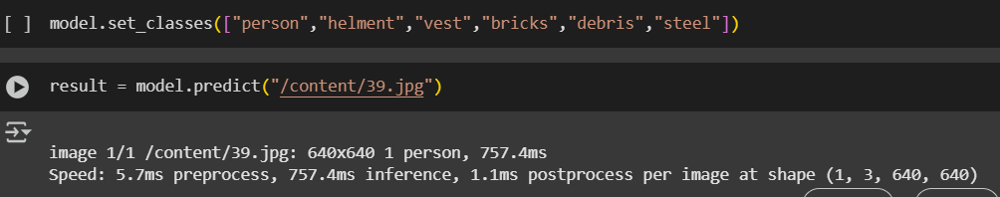 [ ] model.set_classes(["person","helment","vest","bricks","debris","steel"])
result = model.predict("/content/39.jpg")
image 1/1 /content/39.jpg: 640x640 1 person, 757.4ms
Speed: 5.7ms preprocess, 757.4ms inference, 1.1ms postprocess per image at shape (1, 3, 640, 640)